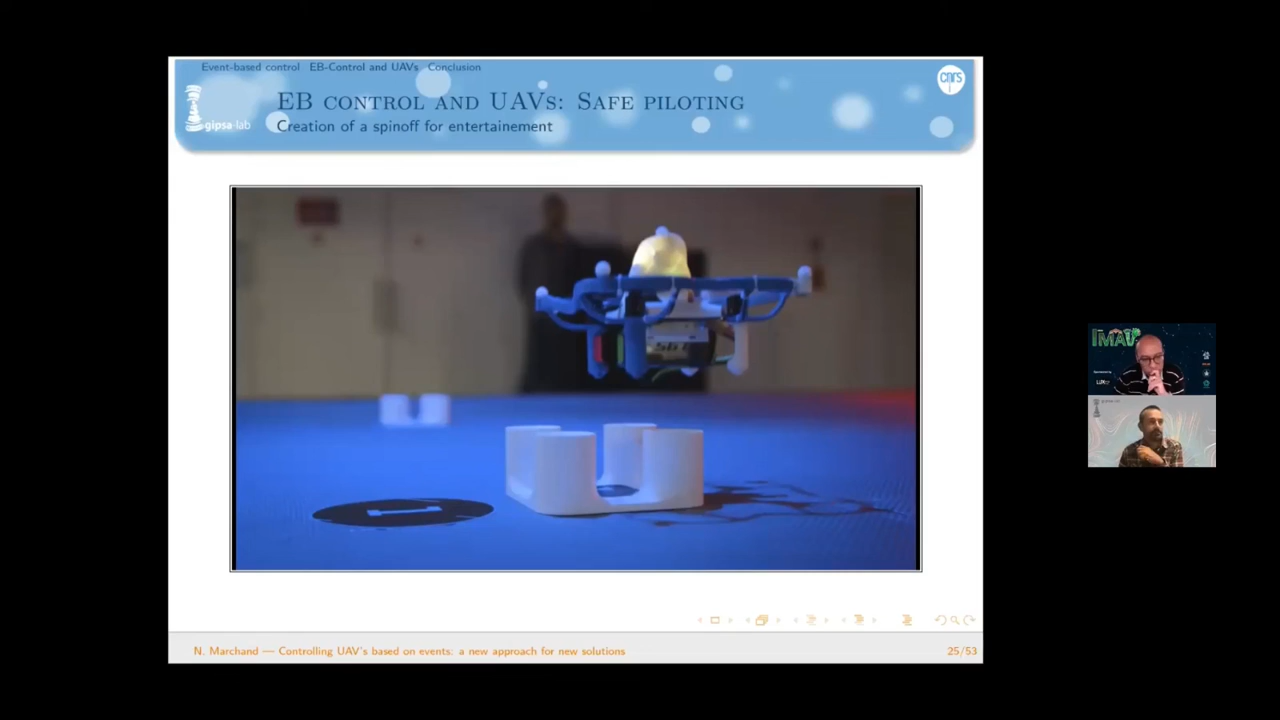 Event-based control EB-Control and UAVs Conclusion
EB CONTROL AND UAVS: SAFE PILOTING
Creation of a spinoff for entertainement
gipsa-lab
cnrs
N. Marchand — Controlling UAV's based on events: a new approach for new solutions
25/53
IMAV